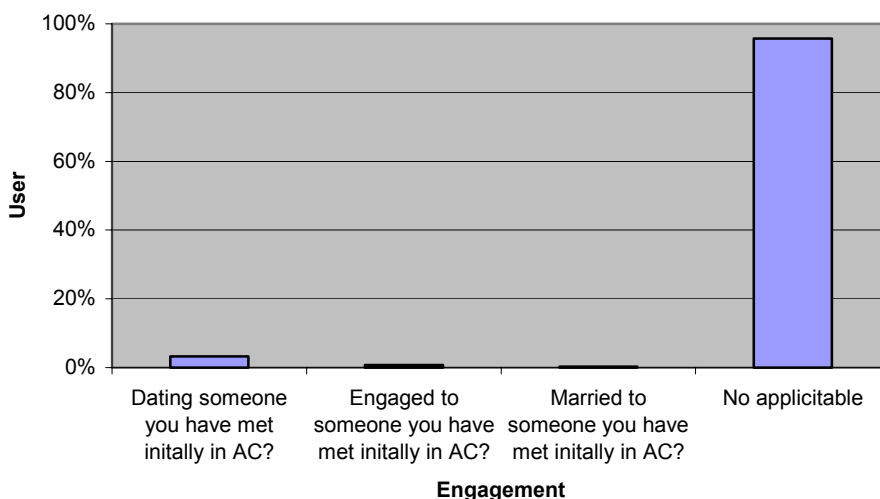 100%
80%
60%
40%
20%
0%
User
Dating someone
you have met
initally in AC?
Engaged to
someone you have
met initally in AC?
Married to
someone you have
met initally in AC?
No applicitable
Engagement